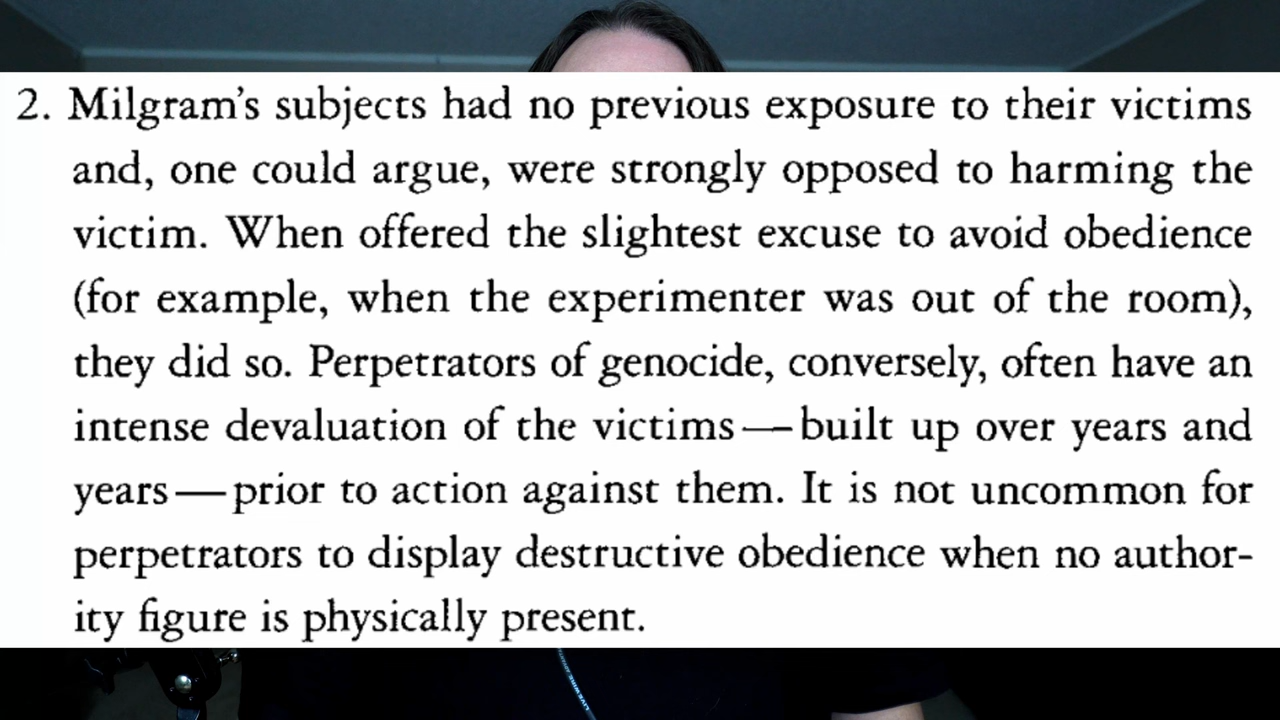 2. Milgram's subjects had no previous exposure to their victims
and, one could argue, were strongly opposed to harming the
victim. When offered the slightest excuse to avoid obedience
(for example, when the experimenter was out of the room),
they did so. Perpetrators of genocide, conversely, often have an
intense devaluation of the victims—built up over years and
years—prior to action against them. It is not uncommon for
perpetrators to display destructive obedience when no author-
ity figure is physically present.